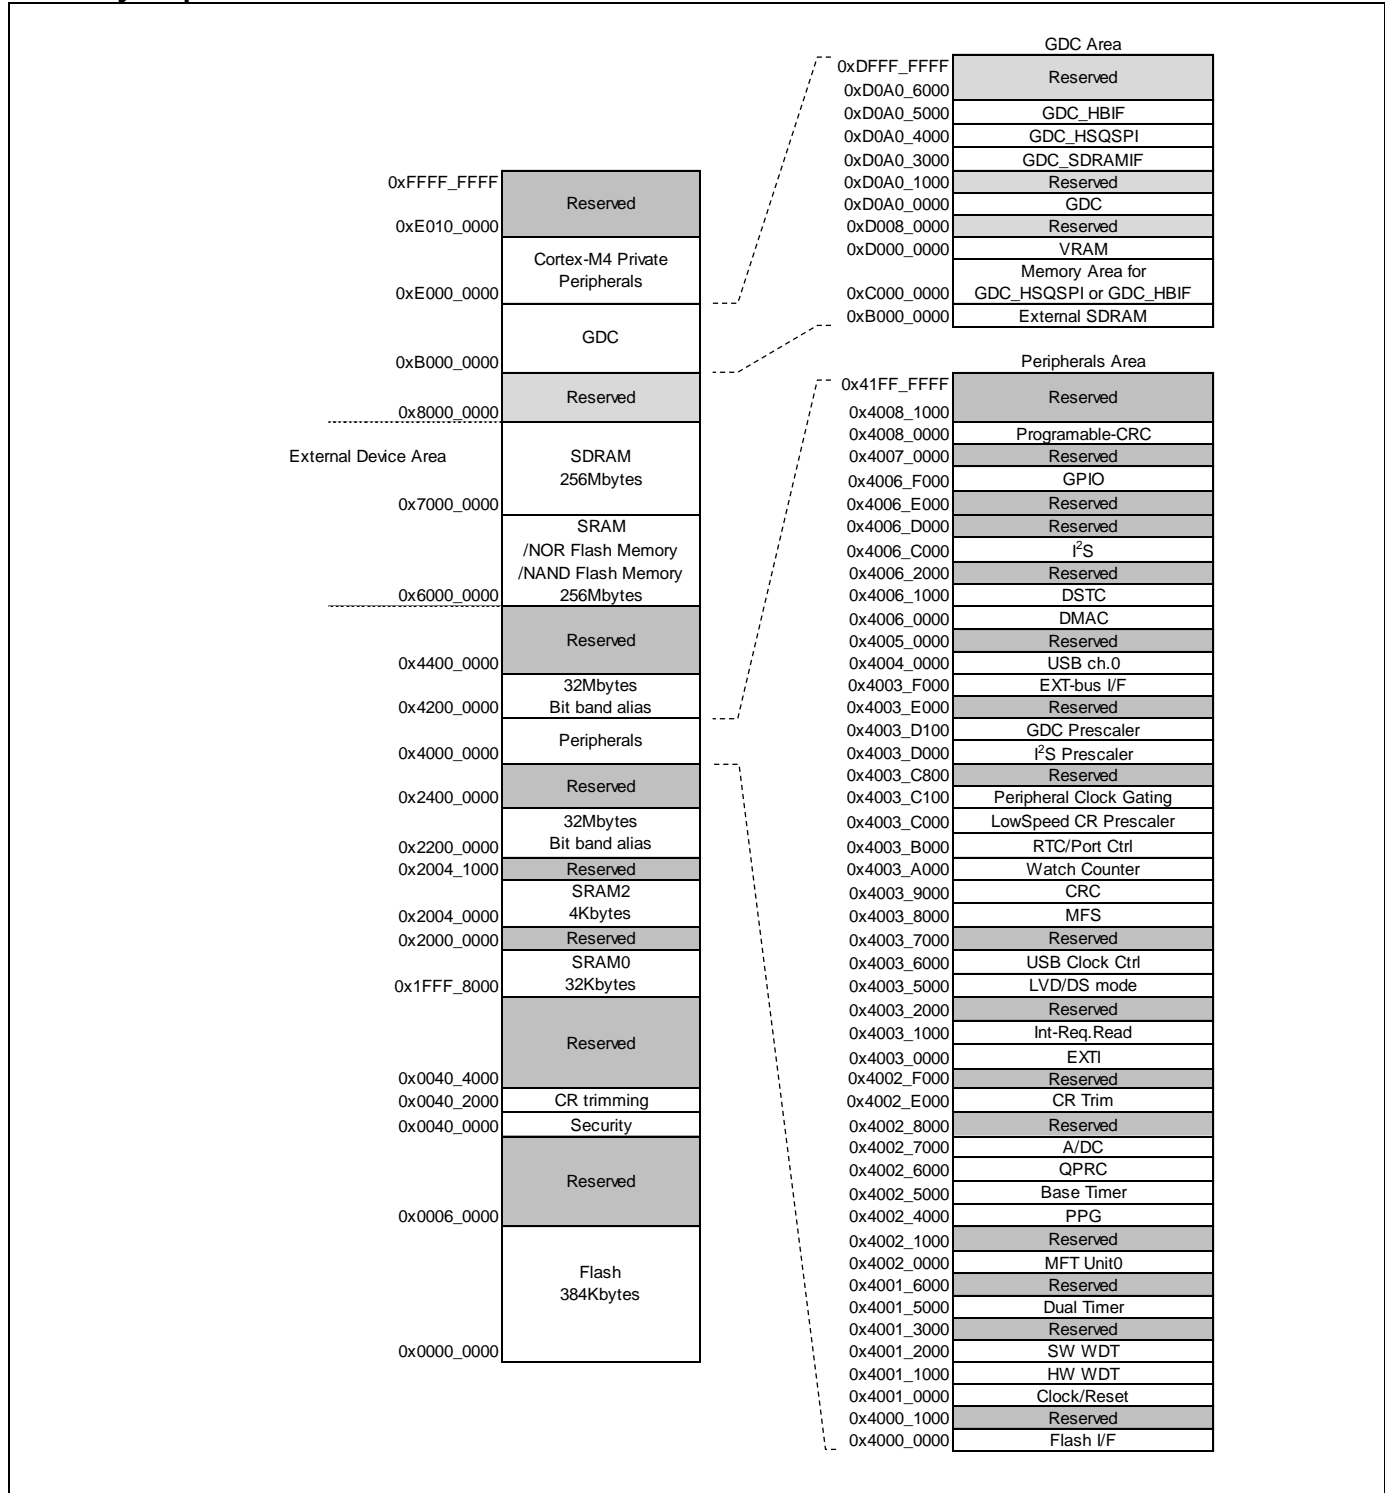 0xFFFF_FFFF
Reserved
0xE010_0000
Cortex-M4 Private
Peripherals
0xE000_0000
GDC
0xB000_0000
Reserved
0x8000_0000
External Device Area
SDRAM
256Mbytes
0x7000_0000
SRAM
/NOR Flash Memory
/NAND Flash Memory
0x6000_0000 256Mbytes
Reserved
0x4400_0000
32Mbytes
0x4200_0000 Bit band alias
Peripherals
0x4000_0000
Reserved
0x2400_0000
32Mbytes
0x2200_0000 Bit band alias
0x2004_1000 Reserved
SRAM2
0x2004_0000 4Kbytes
0x2000_0000 Reserved
SRAM0
0x1FFF_8000 32Kbytes
Reserved
0x0040_4000
0x0040_2000 CR trimming
0x0040_0000 Security
Reserved
0x0006_0000
Flash
384Kbytes
0x0000_0000
GDC Area
0xDFFF_FFFF
Reserved
0xD0A0_6000
0xD0A0_5000 GDC_HBIF
0xD0A0_4000 GDC_HSQSPI
0xD0A0_3000 GDC_SDRAMIF
0xD0A0_1000 Reserved
0xD0A0_0000 GDC
0xD008_0000 Reserved
0xD000_0000 VRAM
Memory Area for
0xC000_0000 GDC_HSQSPI or GDC_HBIF
0xB000_0000 External SDRAM
Peripherals Area
0x41FF_FFFF
Reserved
0x4008_1000
0x4008_0000 Programable-CRC
0x4007_0000 Reserved
0x4006_F000 GPIO
0x4006_E000 Reserved
0x4006_D000 Reserved
0x4006_C000 I²S
0x4006_2000 Reserved
0x4006_1000 DSTC
0x4006_0000 DMAC
0x4005_0000 Reserved
0x4004_0000 USB ch.0
0x4003_F000 EXT-bus I/F
0x4003_E000 Reserved
0x4003_D100 GDC Prescaler
0x4003_D000 I²S Prescaler
0x4003_C800 Reserved
0x4003_C100 Peripheral Clock Gating
0x4003_C000 LowSpeed CR Prescaler
0x4003_B000 RTC/Port Ctrl
0x4003_A000 Watch Counter
0x4003_9000 CRC
0x4003_8000 MFS
0x4003_7000 Reserved
0x4003_6000 USB Clock Ctrl
0x4003_5000 LVD/DS mode
0x4003_2000 Reserved
0x4003_1000 Int-Req.Read
0x4003_0000 EXTI
0x4002_F000 Reserved
0x4002_E000 CR Trim
0x4002_8000 Reserved
0x4002_7000 A/DC
0x4002_6000 QPRC
0x4002_5000 Base Timer
0x4002_4000 PPG
0x4002_1000 Reserved
0x4002_0000 MFT Unit0
0x4001_6000 Reserved
0x4001_5000 Dual Timer
0x4001_3000 Reserved
0x4001_2000 SW WDT
0x4001_1000 HW WDT
0x4001_0000 Clock/Reset
0x4000_1000 Reserved
0x4000_0000 Flash I/F